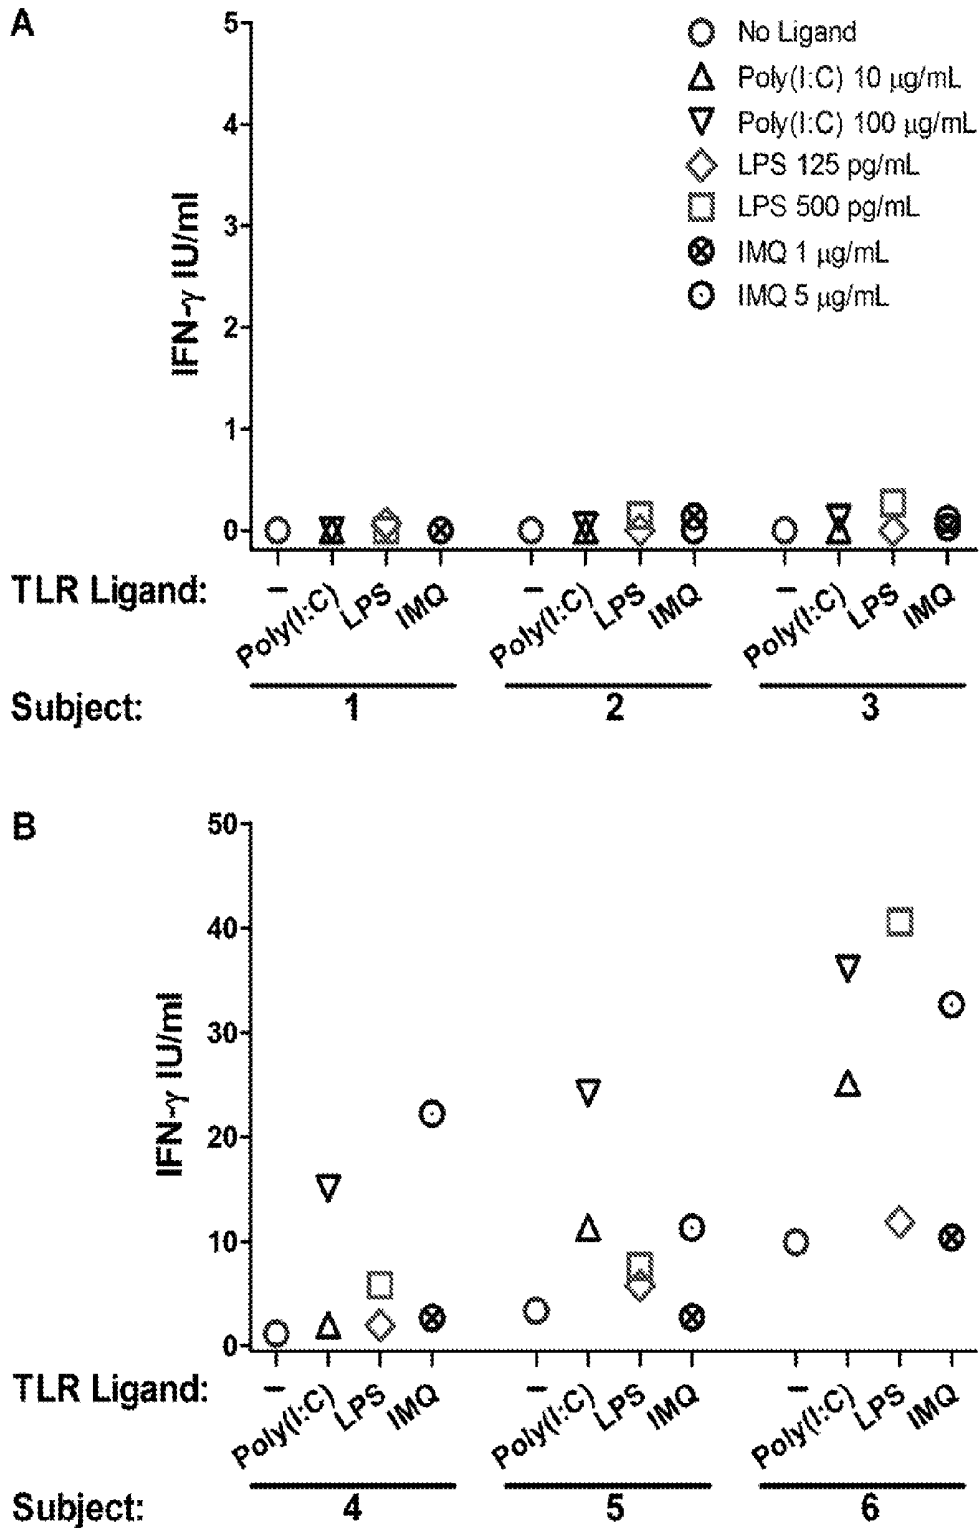 A
5
4
3
2
1
0
IFN-γ IU/ml
No Ligand
Poly(I:C) 10 µg/mL
Poly(I:C) 100 µg/mL
LPS 125 pg/mL
LPS 500 pg/mL
IMQ 1 µg/mL
IMQ 5 µg/mL
TLR Ligand: – Poly(I:C) LPS IMQ – Poly(I:C) LPS IMQ – Poly(I:C) LPS IMQ
Subject: 1 2 3
B
50
40
30
20
10
0
IFN-γ IU/ml
TLR Ligand: – Poly(I:C) LPS IMQ – Poly(I:C) LPS IMQ – Poly(I:C) LPS IMQ
Subject: 4 5 6